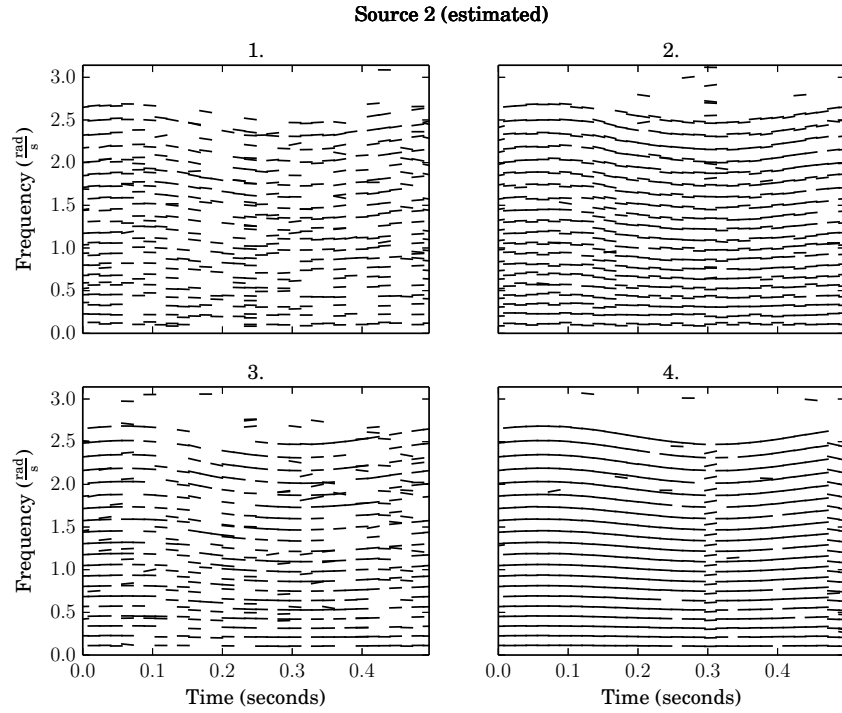 Source 2 (estimated)
1.
2.
3.0
2.5
2.0
1.5
1.0
0.5
0.0
Frequency (rad/s)
3.
4.
3.0
2.5
2.0
1.5
1.0
0.5
0.0
Frequency (rad/s)
0.0 0.1 0.2 0.3 0.4
0.0 0.1 0.2 0.3 0.4
Time (seconds)
Time (seconds)